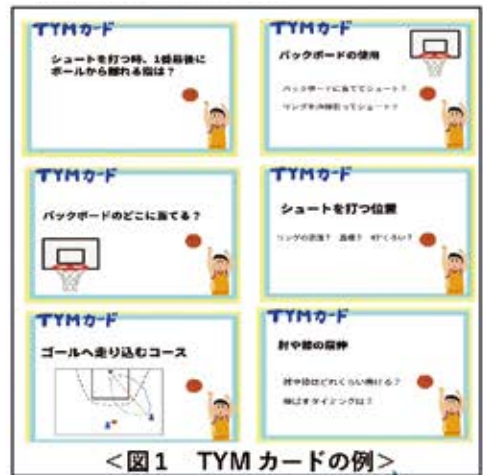 TYMカード
シュートを打つ時、1番最後に
ボールから離れる指は?
TYMカード
バックボードの使用
バックボードに当ててシュート?
リングを直接狙ってシュート?
TYMカード
バックボードのどこに当てる?
TYMカード
シュートを打つ位置
リングの正面?
TYMカード
ゴールへ走り込むコース
TYMカード
肘や膝の屈伸
肘や膝はどれくらい曲げる?
伸ばすタイミングは?
<図1 TYMカードの例>